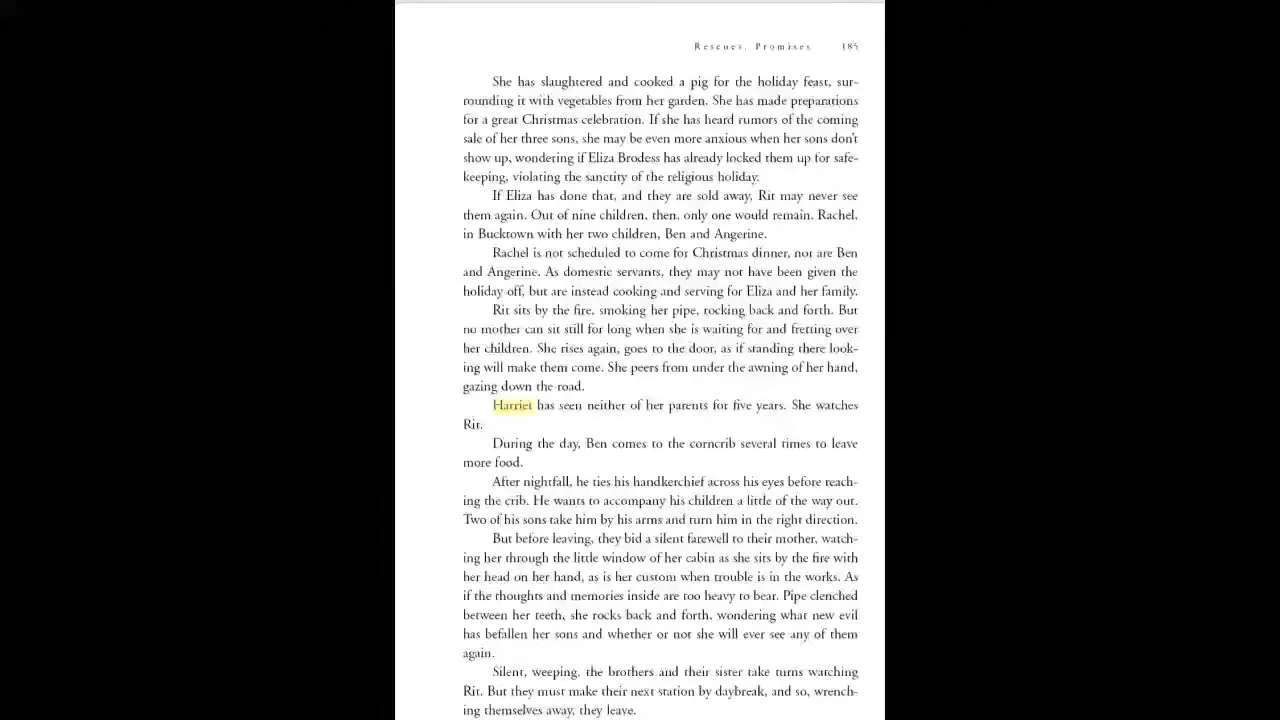 Rescues, Promises 185
She has slaughtered and cooked a pig for the holiday feast, sur-
rounding it with vegetables from her garden. She has made preparations
for a great Christmas celebration. If she has heard rumors of the coming
sale of her three sons, she may be even more anxious when her sons don't
show up, wondering if Eliza Brodess has already locked them up for safe-
keeping, violating the sanctity of the religious holiday.
If Eliza has done that, and they are sold away, Rit may never see
them again. Out of nine children, then, only one would remain. Rachel,
in Bucktown with her two children, Ben and Angerine.
Rachel is not scheduled to come for Christmas dinner, nor are Ben
and Angerine. As domestic servants, they may not have been given the
holiday off, but are instead cooking and serving for Eliza and her family.
Rit sits by the fire, smoking her pipe, rocking back and forth. But
no mother can sit still for long when she is waiting for and fretting over
her children. She rises again, goes to the door, as if standing there look-
ing will make them come. She peers from under the awning of her hand,
gazing down the road.
Harriet has seen neither of her parents for five years. She watches
Rit.
During the day, Ben comes to the corncrib several times to leave
more food.
After nightfall, he ties his handkerchief across his eyes before reach-
ing the crib. He wants to accompany his children a little of the way out.
Two of his sons take him by his arms and turn him in the right direction.
But before leaving, they bid a silent farewell to their mother, watch-
ing her through the little window of her cabin as she sits by the fire with
her head on her hand, as is her custom when trouble is in the works. As
if the thoughts and memories inside are too heavy to bear. Pipe clenched
between her teeth, she rocks back and forth, wondering what new evil
has befallen her sons and whether or not she will ever see any of them
again.
Silent, weeping, the brothers and their sister take turns watching
Rit. But they must make their next station by daybreak, and so, wrench-
ing themselves away, they leave.